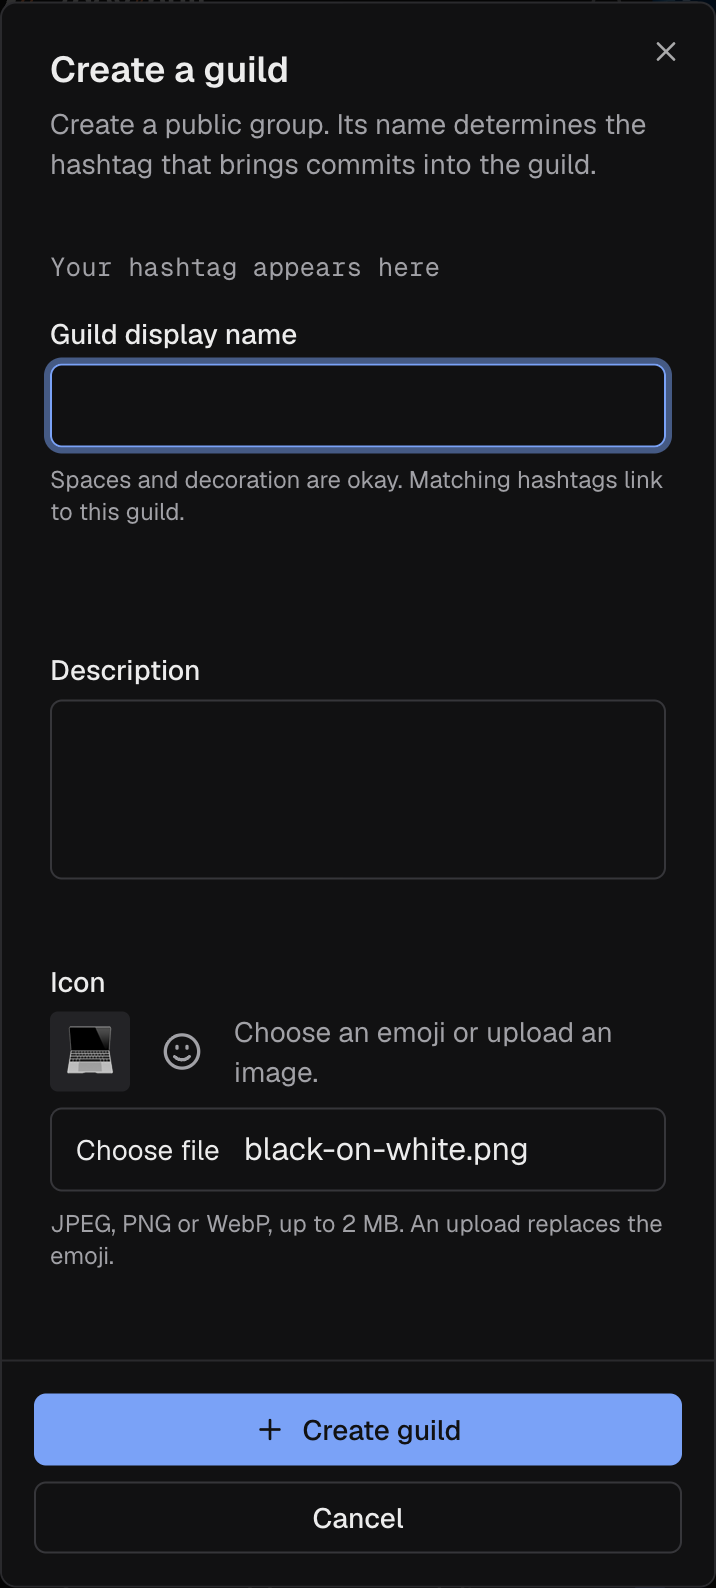 Create a guild
Create a public group. Its name determines the
hashtag that brings commits into the guild.
Your hashtag appears here
Guild display name
Spaces and decoration are okay. Matching hashtags link
to this guild.
Description
Icon
Choose an emoji or upload an
image.
Choose file black-on-white.png
JPEG, PNG or WebP, up to 2 MB. An upload replaces the
emoji.
+ Create guild
Cancel